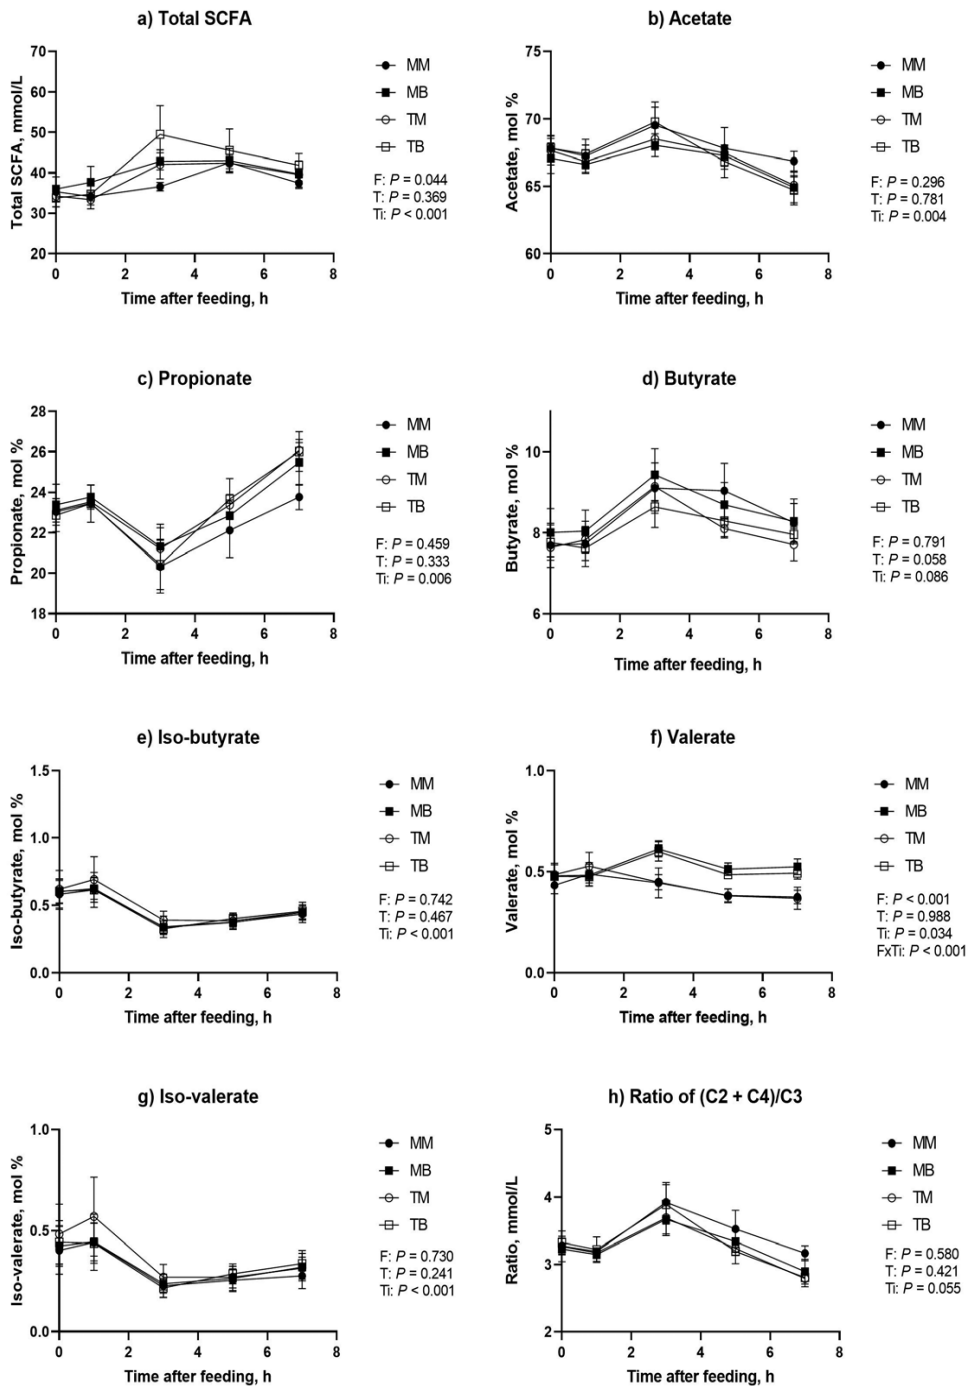 a) Total SCFA
Total SCFA, mmol/L
70
60
50
40
30
20
0
2
4
6
8
Time after feeding, h
MM
MB
TM
TB
F: P = 0.044
T: P = 0.369
Ti: P < 0.001
b) Acetate
Acetate, mol %
75
70
65
60
0
2
4
6
8
Time after feeding, h
MM
MB
TM
TB
F: P = 0.296
T: P = 0.781
Ti: P = 0.004
c) Propionate
Propionate, mol %
28
26
24
22
20
18
0
2
4
6
8
Time after feeding, h
MM
MB
TM
TB
F: P = 0.459
T: P = 0.333
Ti: P = 0.006
d) Butyrate
Butyrate, mol %
10
8
6
0
2
4
6
8
Time after feeding, h
MM
MB
TM
TB
F: P = 0.791
T: P = 0.058
Ti: P = 0.086
e) Iso-butyrate
Iso-butyrate, mol %
1.5
1.0
0.5
0.0
0
2
4
6
8
Time after feeding, h
MM
MB
TM
TB
F: P = 0.742
T: P = 0.467
Ti: P < 0.001
f) Valerate
Valerate, mol %
1.0
0.5
0.0
0
2
4
6
8
Time after feeding, h
MM
MB
TM
TB
F: P < 0.001
T: P = 0.988
Ti: P = 0.034
FxTi: P < 0.001
g) Iso-valerate
Iso-valerate, mol %
1.0
0.5
0.0
0
2
4
6
8
Time after feeding, h
MM
MB
TM
TB
F: P = 0.730
T: P = 0.241
Ti: P < 0.001
h) Ratio of (C2 + C4)/C3
Ratio, mmol/L
5
4
3
2
0
2
4
6
8
Time after feeding, h
MM
MB
TM
TB
F: P = 0.580
T: P = 0.421
Ti: P = 0.055